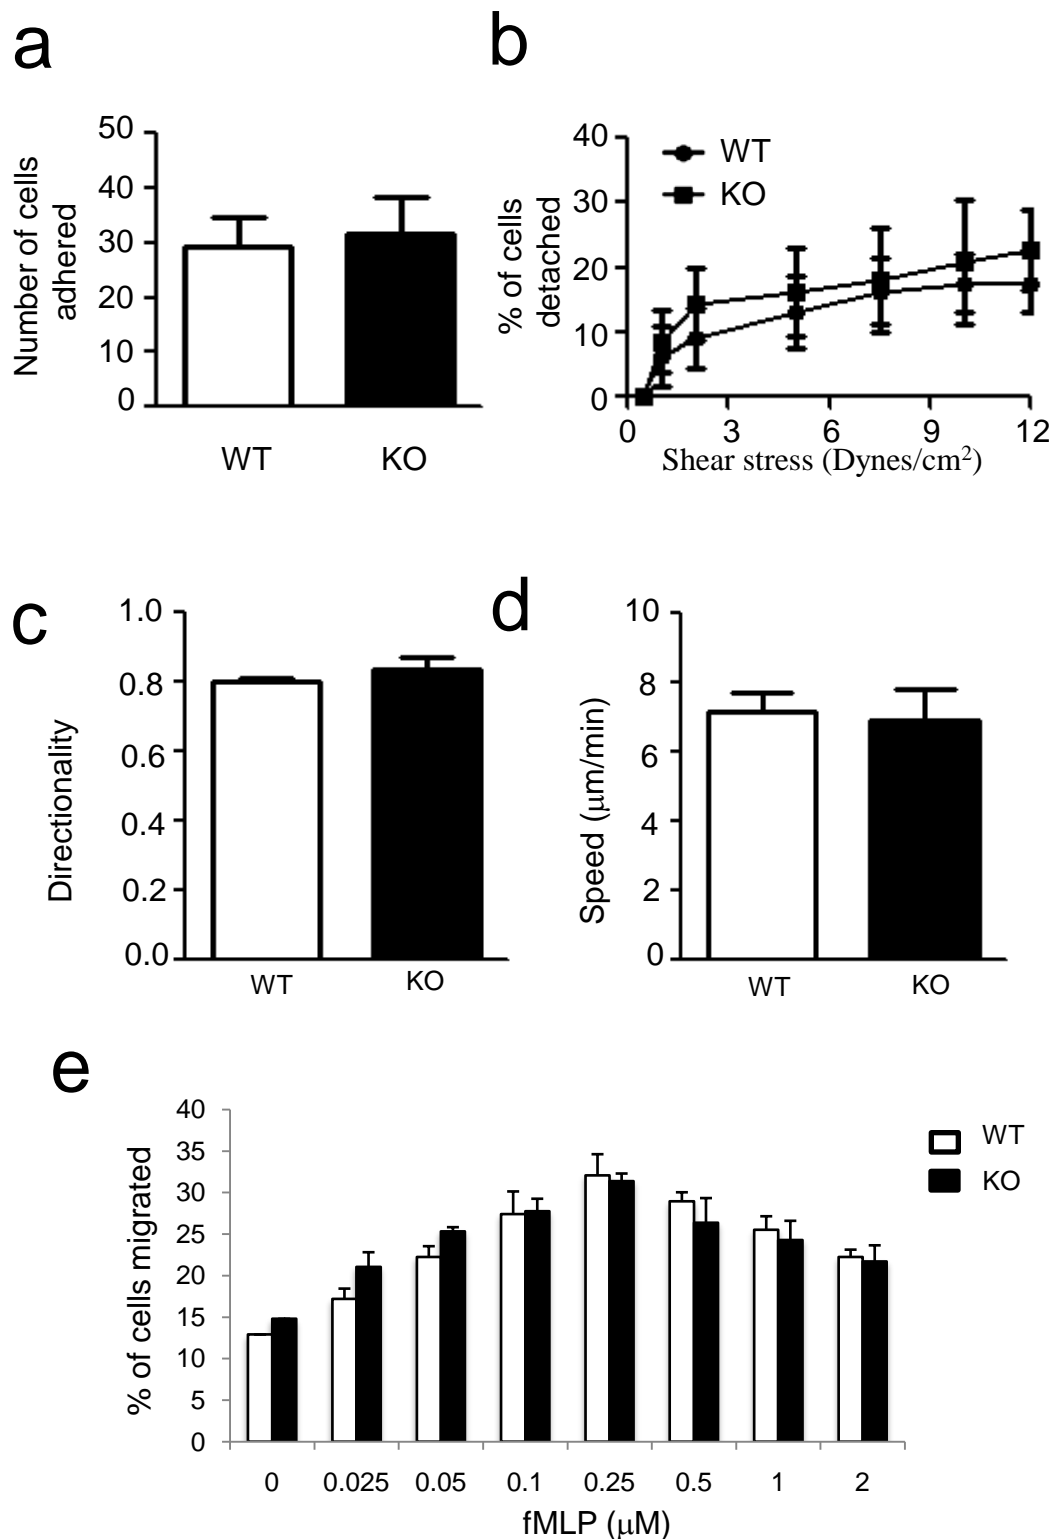 a
b
50
40
30
20
10
0
Number of cells
adhered
WT
KO
40
30
20
10
0
% of cells
detached
WT
KO
0 3 6 9 12
Shear stress (Dynes/cm²)
c
d
1.0
0.8
0.6
0.4
0.2
0.0
Directionality
WT
KO
10
8
6
4
2
0
Speed (μm/min)
WT
KO
e
40
35
30
25
20
15
10
5
0
% of cells migrated
WT
KO
0 0.025 0.05 0.1 0.25 0.5 1 2
fMLP (μM)